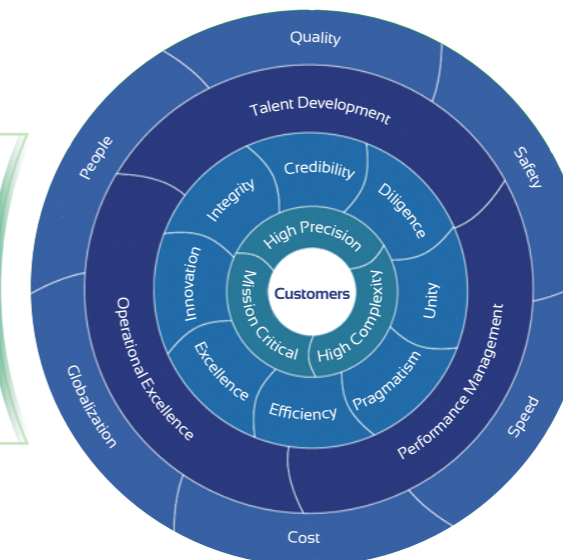 Quality
Safety
Speed
Cost
Globalization
People
Talent Development
Performance Management
Operational Excellence
Credibility
Diligence
Unity
Pragmatism
Efficiency
Excellence
Innovation
Integrity
High Precision
High Complexity
Mission Critical
Customers